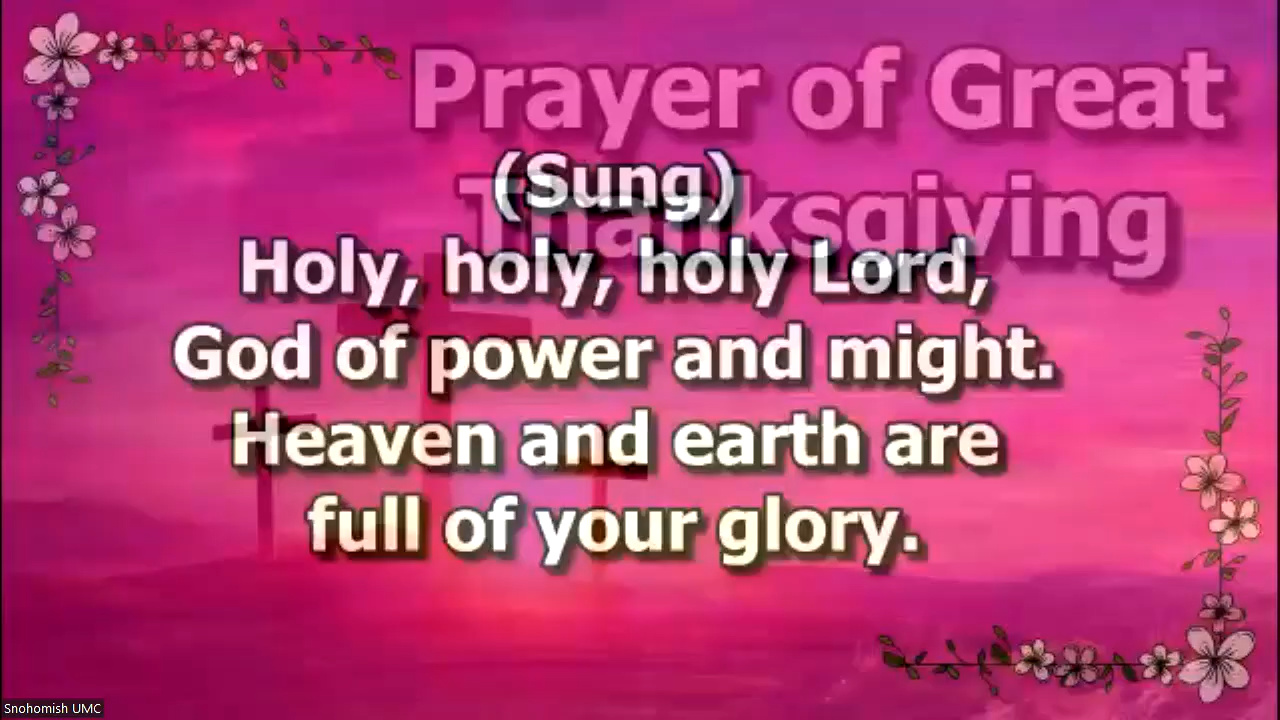 Prayer of Great
Thanksgiving
(Sung)
Holy, holy, holy Lord,
God of power and might.
Heaven and earth are
full of your glory.
Snohomish UMC